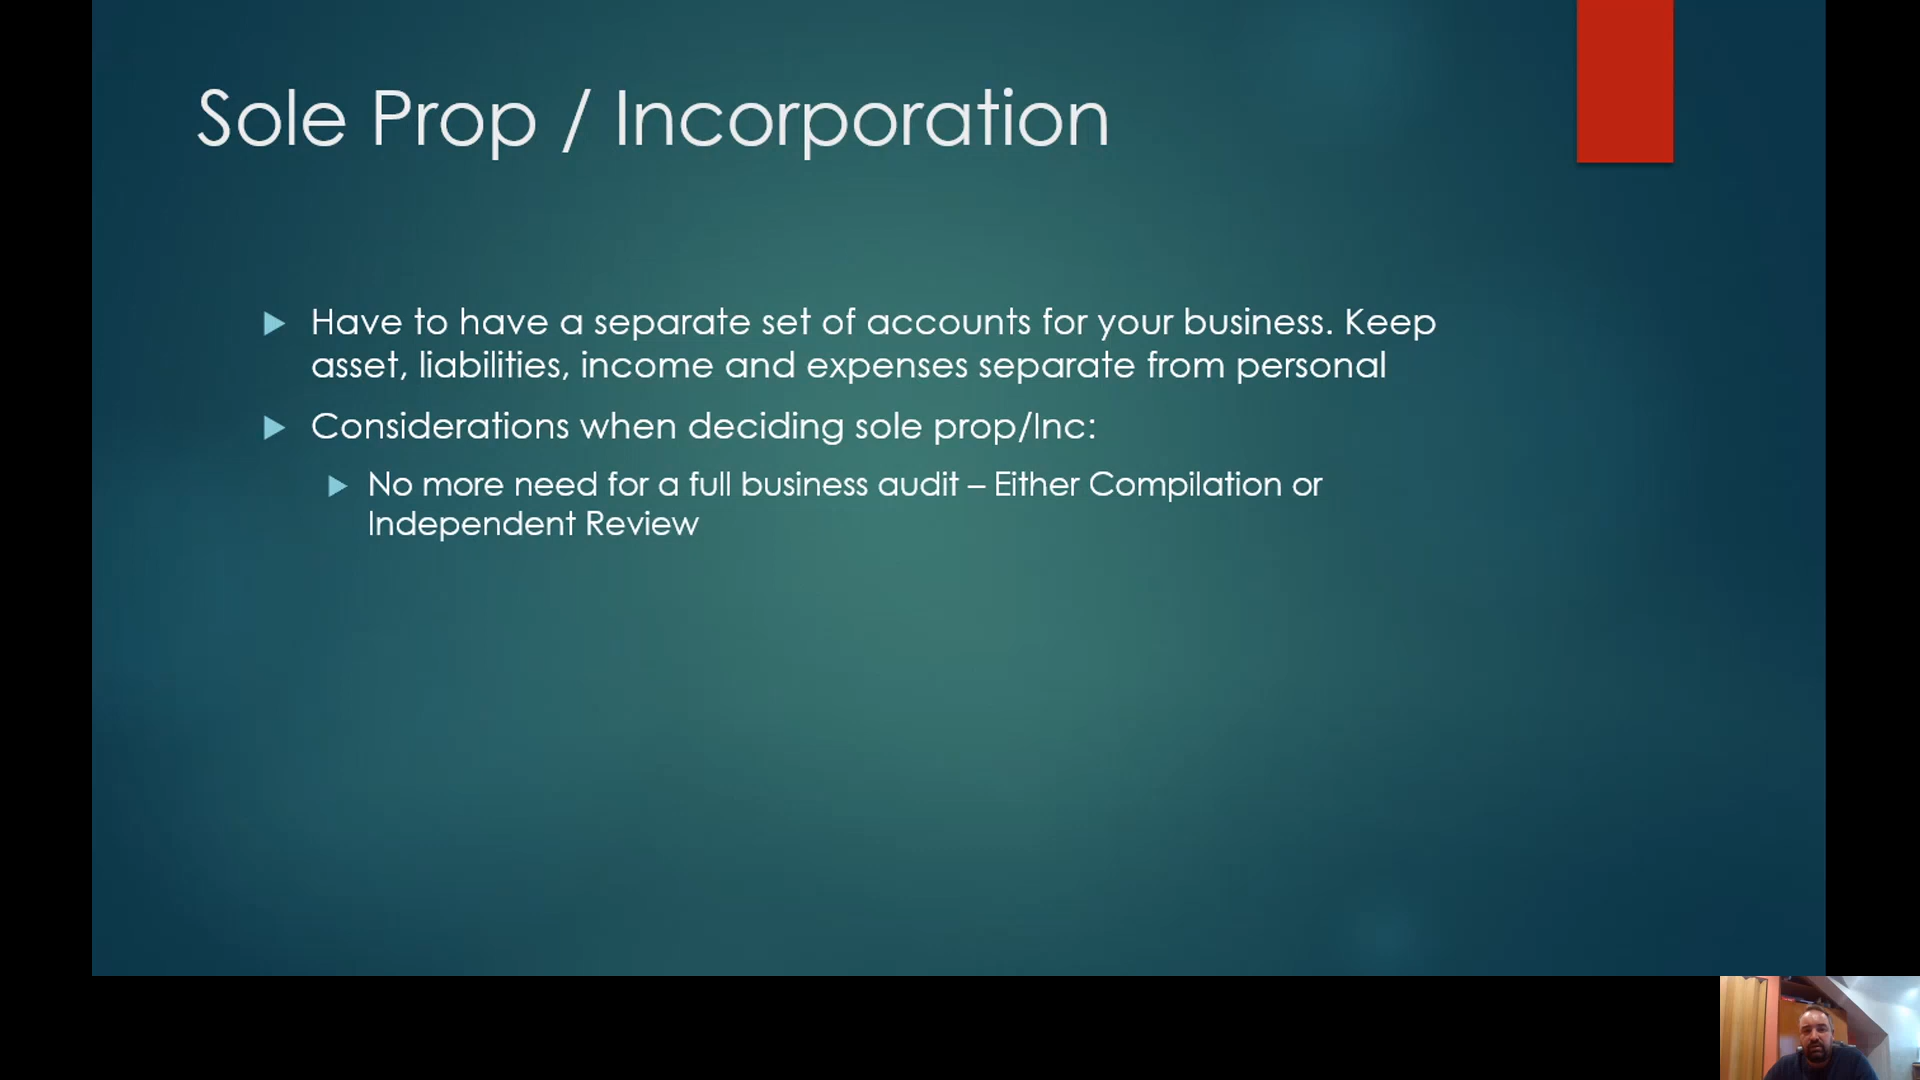 Sole Prop / Incorporation
Have to have a separate set of accounts for your business. Keep
asset, liabilities, income and expenses separate from personal
Considerations when deciding sole prop/Inc:
No more need for a full business audit – Either Compilation or
Independent Review